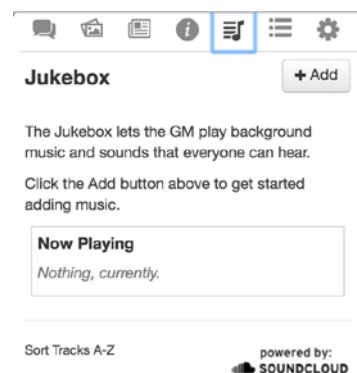 Jukebox
+ Add
The Jukebox lets the GM play background
music and sounds that everyone can hear.
Click the Add button above to get started
adding music.
Now Playing
Nothing, currently.
Sort Tracks A-Z
powered by:
SOUNDCLOUD